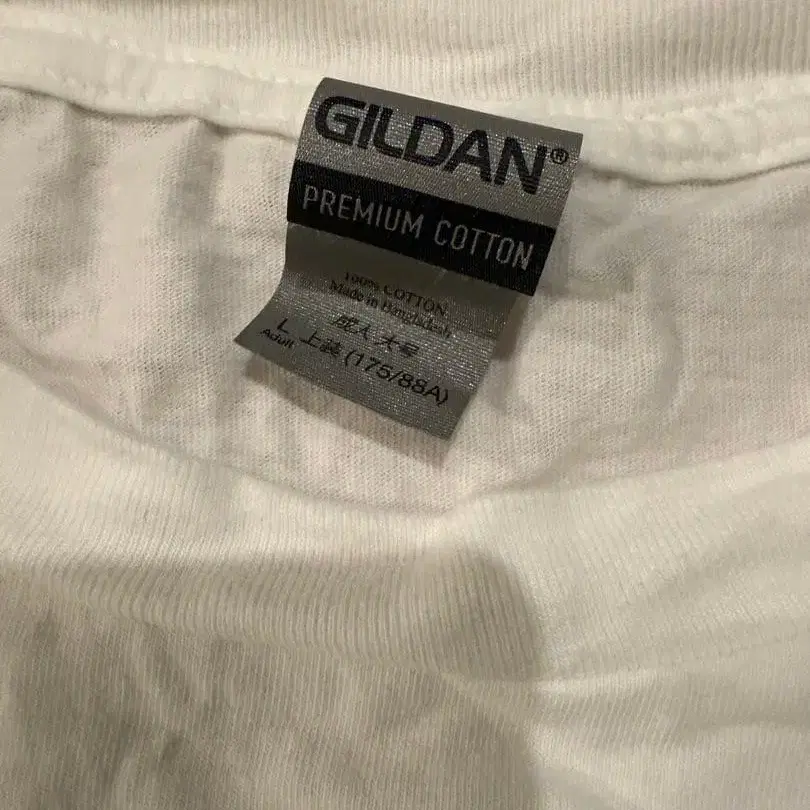 GILDAN®
PREMIUM COTTON
100% COTTON
Made in Bangladesh
成人 大号
L 上装 (175/88A)
Adult